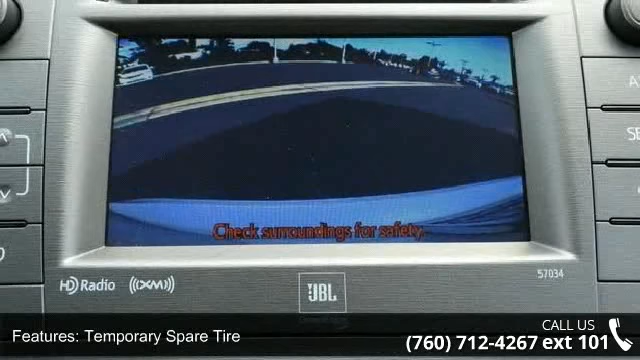 Check surroundings for safety.
HD Radio
((XM))
JBL
57034
Features: Temporary Spare Tire
CALL US
(760) 712-4267 ext 101